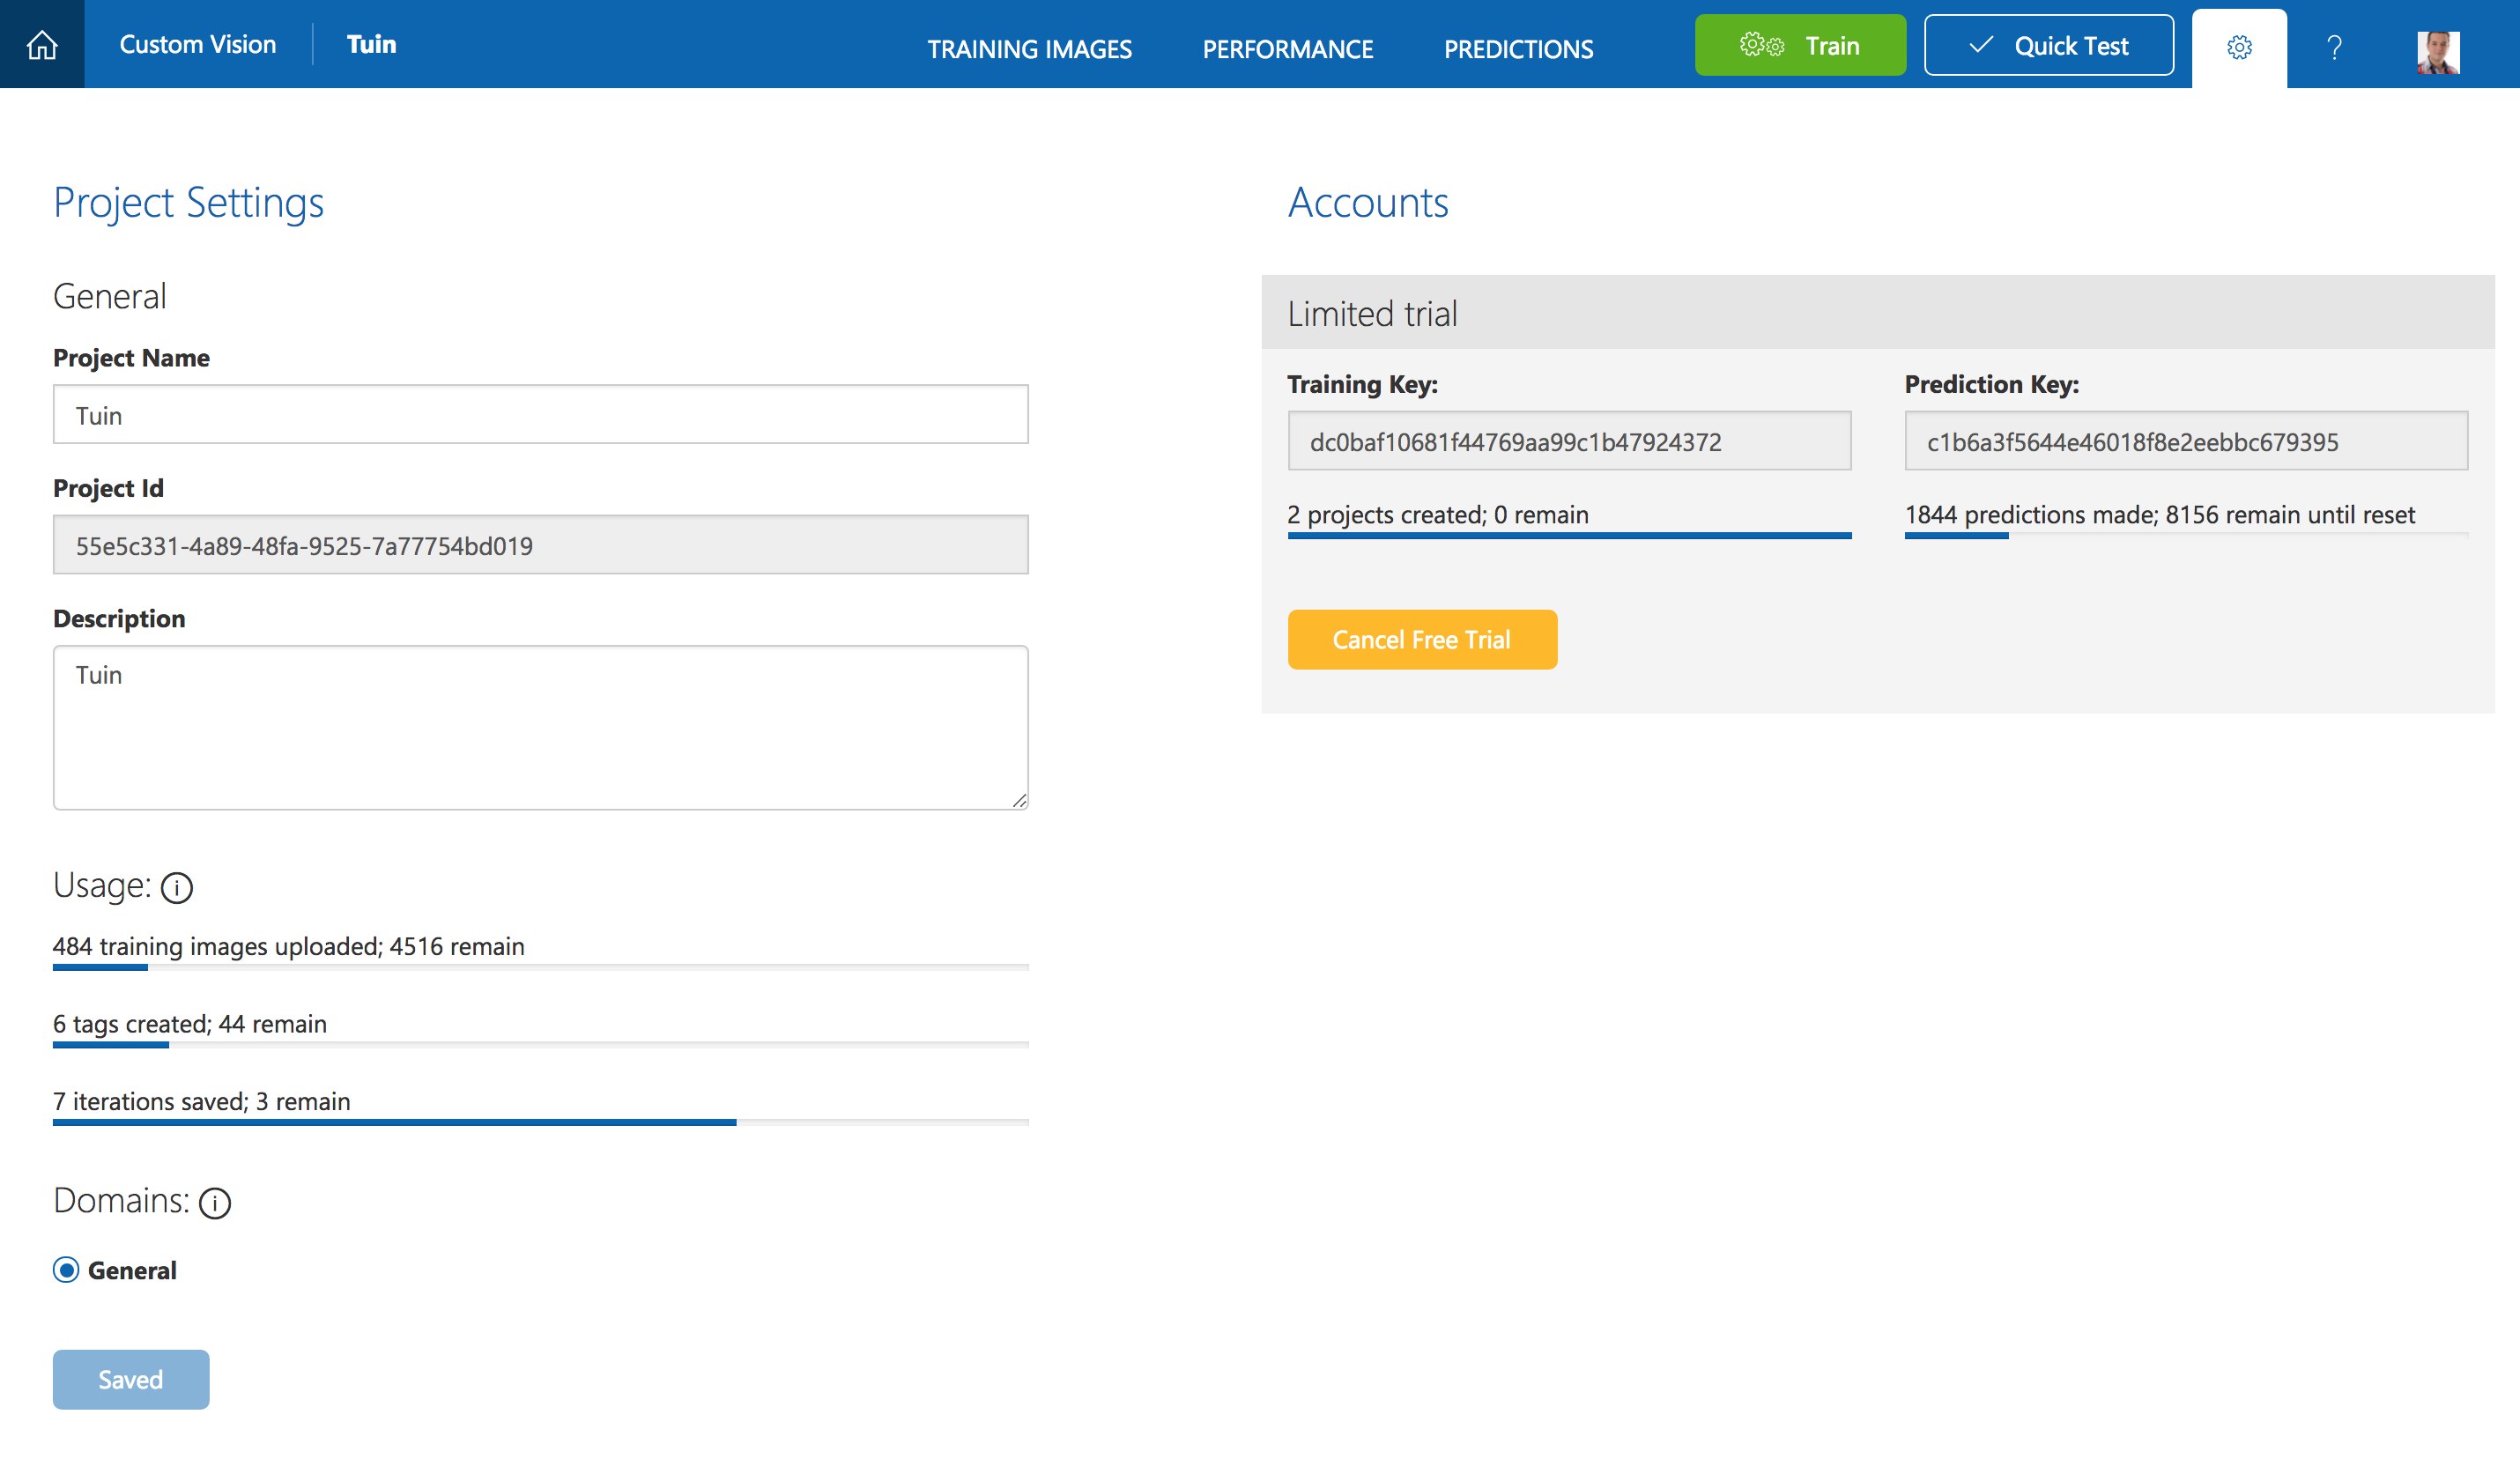 Custom Vision
Tuin
TRAINING IMAGES
PERFORMANCE
PREDICTIONS
Train
Quick Test
?
Project Settings
General
Project Name
Tuin
Project Id
55e5c331-4a89-48fa-9525-7a77754bd019
Description
Tuin
Usage: i
484 training images uploaded; 4516 remain
6 tags created; 44 remain
7 iterations saved; 3 remain
Domains: i
General
Saved
Accounts
Limited trial
Training Key:
dc0baf10681f44769aa99c1b47924372
2 projects created; 0 remain
Prediction Key:
c1b6a3f5644e46018f8e2eebbc679395
1844 predictions made; 8156 remain until reset
Cancel Free Trial